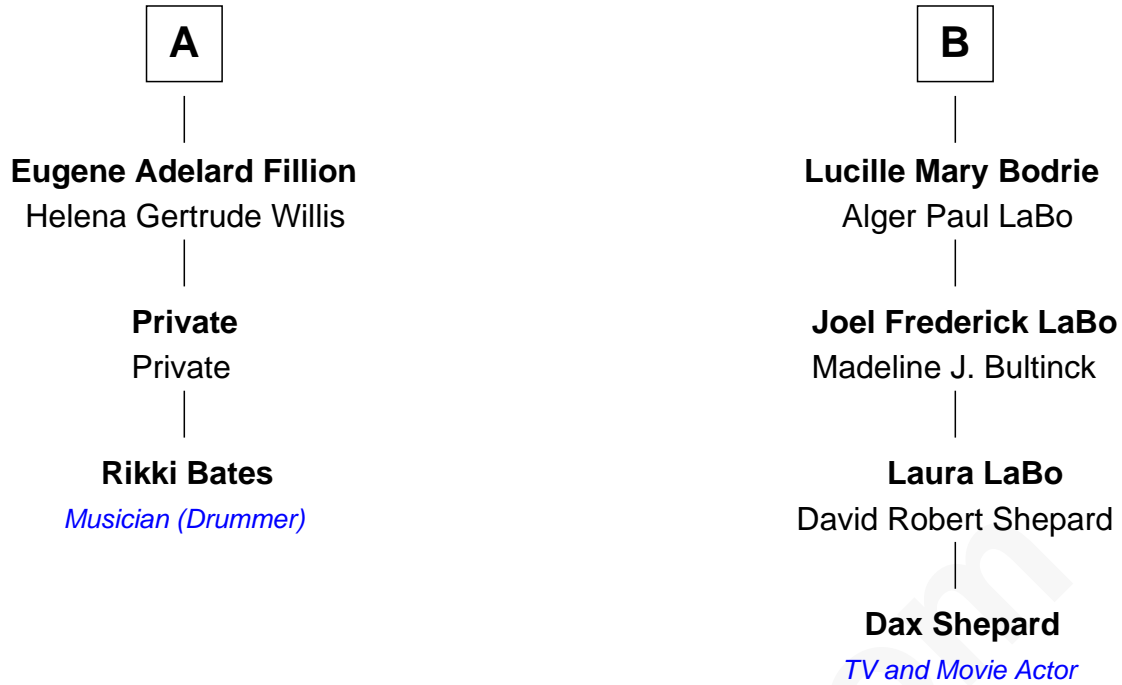 A
B
Eugene Adelard Fillion
Helena Gertrude Willis
Lucille Mary Bodrie
Alger Paul LaBo
Private
Private
Joel Frederick LaBo
Madeline J. Bultinck
Rikki Bates
Musician (Drummer)
Laura LaBo
David Robert Shepard
Dax Shepard
TV and Movie Actor